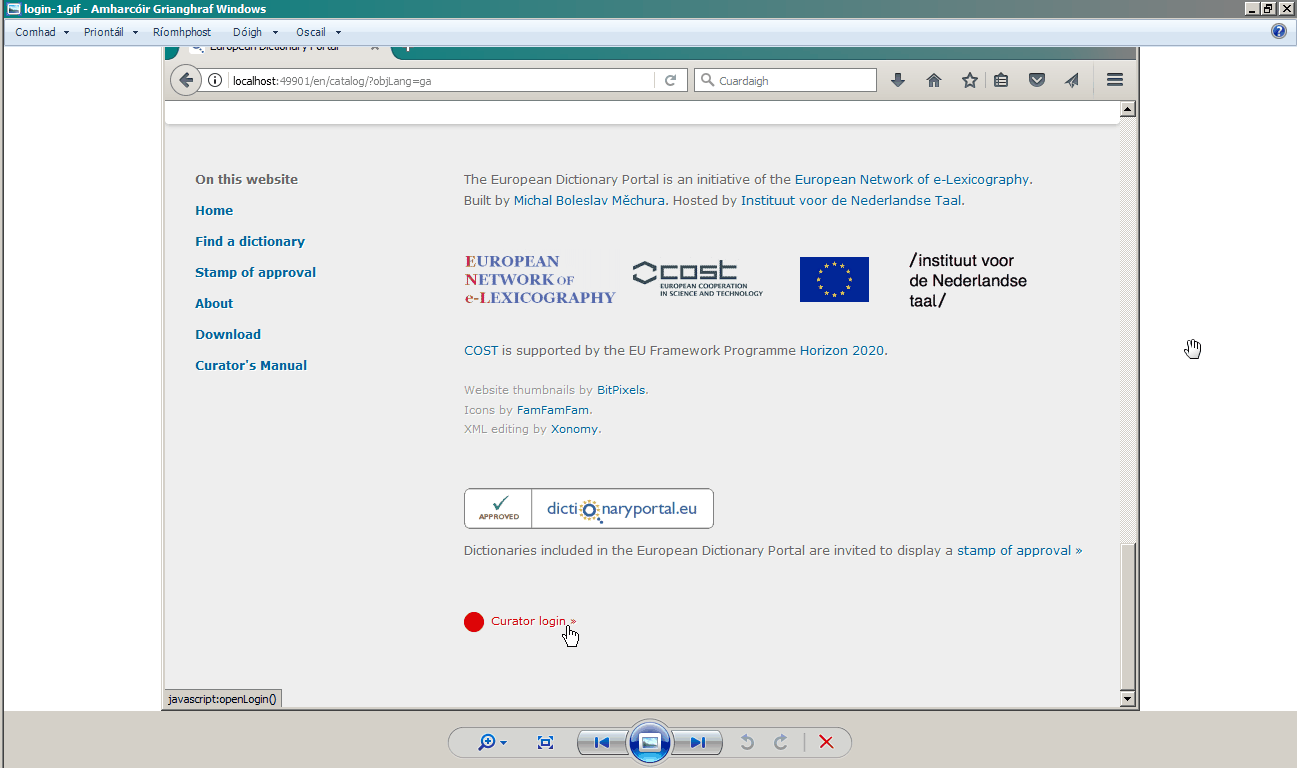 login-1.gif - Amharcóir Grianghraf Windows
Comhad Priontáil Ríomhphost Dóigh Oscail
European Dictionary Portal
localhost:49901/en/catalog/?objLang=ga
Cuardaigh
On this website
Home
Find a dictionary
Stamp of approval
About
Download
Curator's Manual
The European Dictionary Portal is an initiative of the European Network of e-Lexicography.
Built by Michal Boleslav Měchura. Hosted by Instituut voor de Nederlandse Taal.
EUROPEAN
NETWORK OF
e-LEXICOGRAPHY
cost
EUROPEAN COOPERATION
IN SCIENCE AND TECHNOLOGY
/instituut voor
de Nederlandse
taal/
COST is supported by the EU Framework Programme Horizon 2020.
Website thumbnails by BitPixels.
Icons by FamFamFam.
XML editing by Xonomy.
APPROVED
dictionaryportal.eu
Dictionaries included in the European Dictionary Portal are invited to display a stamp of approval »
Curator login »
javascript:openLogin()